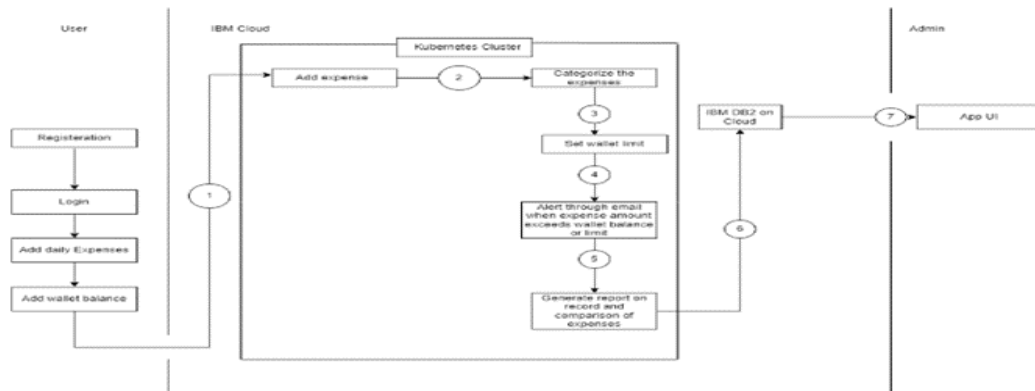 User
IBM Cloud
Admin
Kubernetes Cluster
Add expense
2
Categorize the
expenses
3
Set wallet limit
4
Alert through email
when expense amount
exceeds wallet balance
or limit
5
Generate report on
record and
comparison of
expenses
Registeration
Login
Add daily Expenses
Add wallet balance
1
6
IBM DB2 on
Cloud
7
App UI